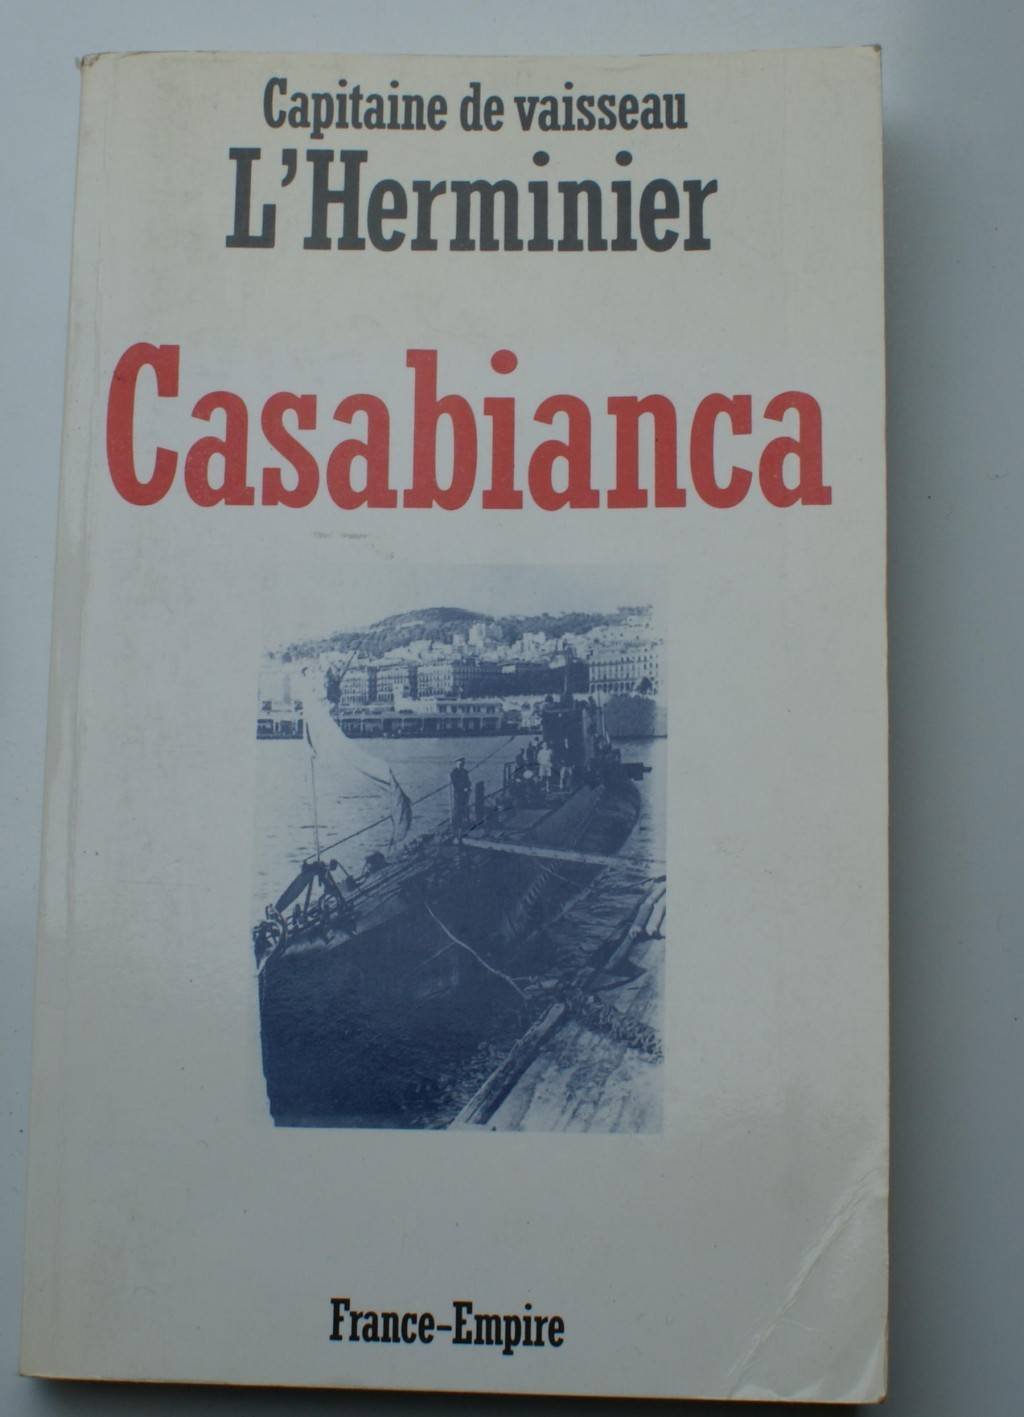 Capitaine de vaisseau
L'Herminier
Casabianca
France-Empire